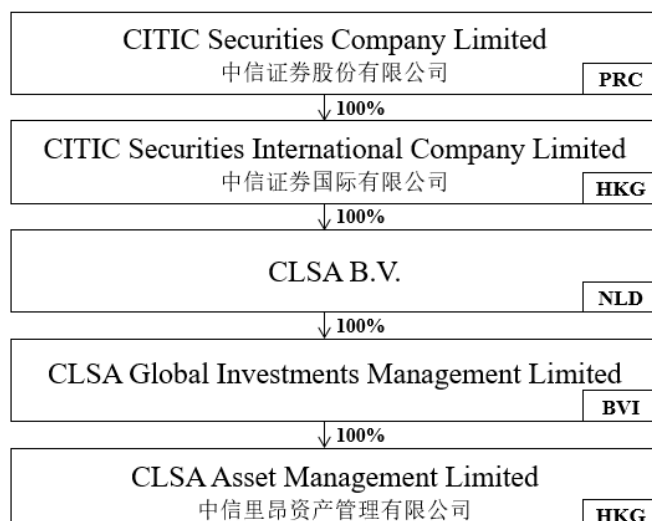 CITIC Securities Company Limited
中信证券股份有限公司
PRC
100%
CITIC Securities International Company Limited
中信证券国际有限公司
HKG
100%
CLSA B.V.
NLD
100%
CLSA Global Investments Management Limited
BVI
100%
CLSA Asset Management Limited
中信里昂资产管理有限公司
HKG